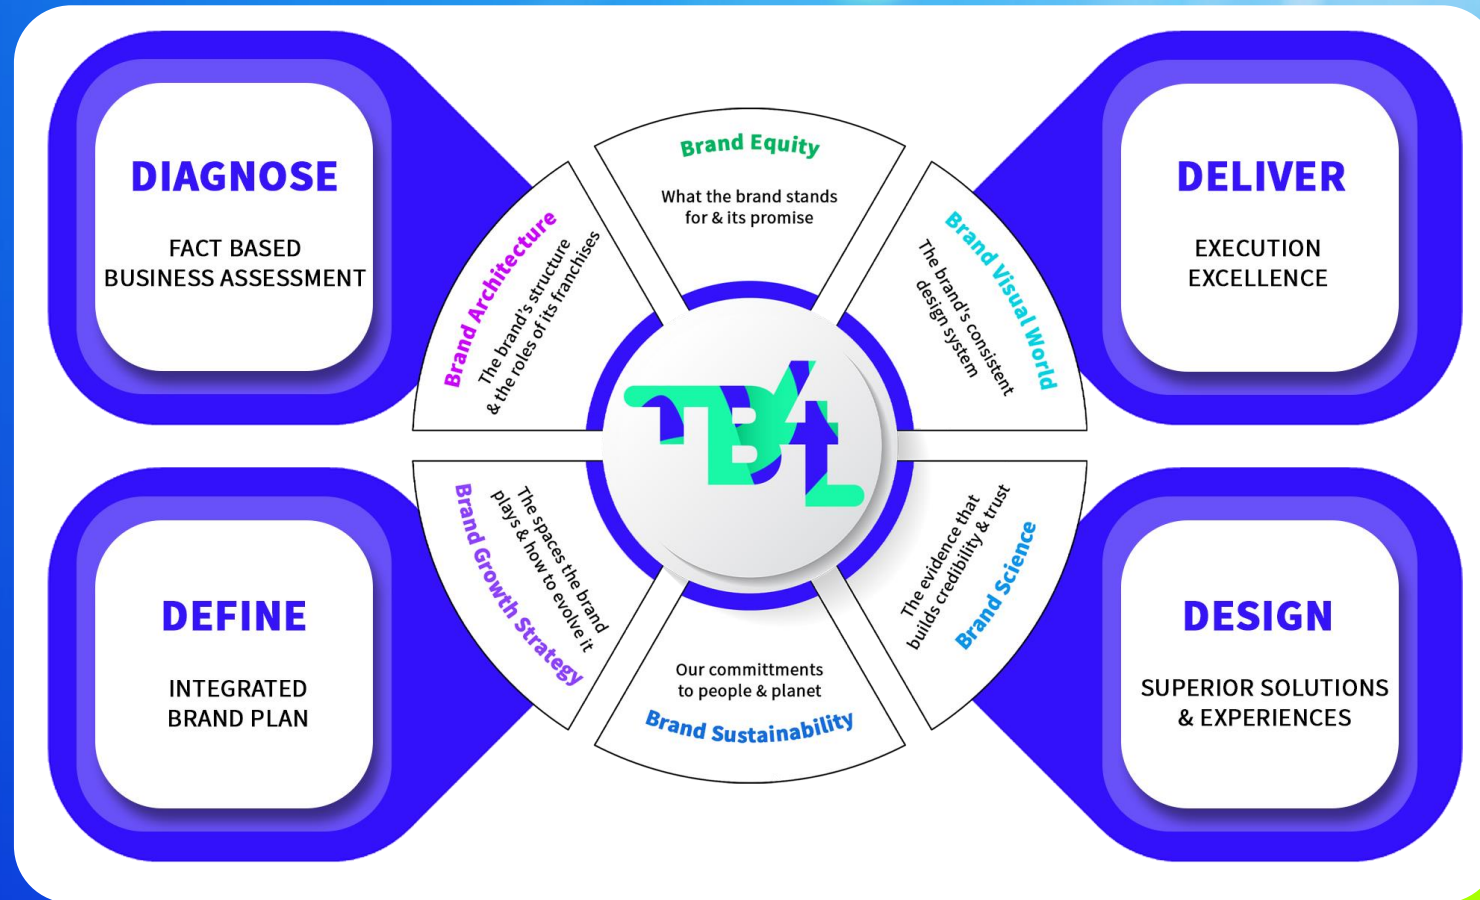 DIAGNOSE
FACT BASED
BUSINESS ASSESSMENT
DELIVER
EXECUTION
EXCELLENCE
Brand Equity
What the brand stands
for & its promise
Brand Architecture
The brand's structure
& the roles of its franchises
Brand Visual World
The brand's consistent
design system
TB4L
Brand Growth Strategy
The spaces the brand
plays & how to evolve it
The evidence that
builds credibility & trust
Brand Science
Our committments
to people & planet
Brand Sustainability
DEFINE
INTEGRATED
BRAND PLAN
DESIGN
SUPERIOR SOLUTIONS
& EXPERIENCES